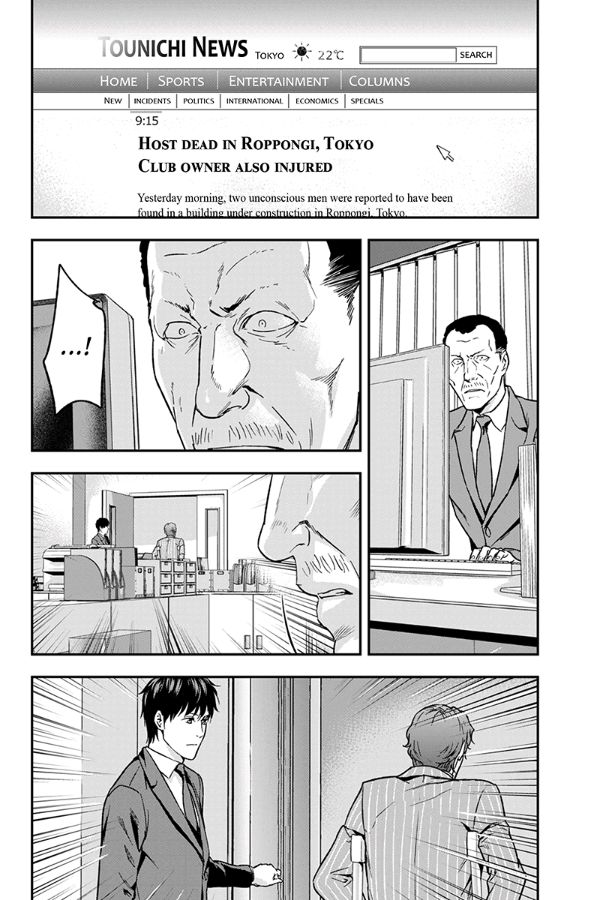 TOUNICHI NEWS TOKYO 22℃ SEARCH
HOME SPORTS ENTERTAINMENT COLUMNS
NEW INCIDENTS POLITICS INTERNATIONAL ECONOMICS SPECIALS
9:15
HOST DEAD IN ROPPONGI, TOKYO
CLUB OWNER ALSO INJURED
Yesterday morning, two unconscious men were reported to have been
found in a building under construction in Roppongi, Tokyo.
...!